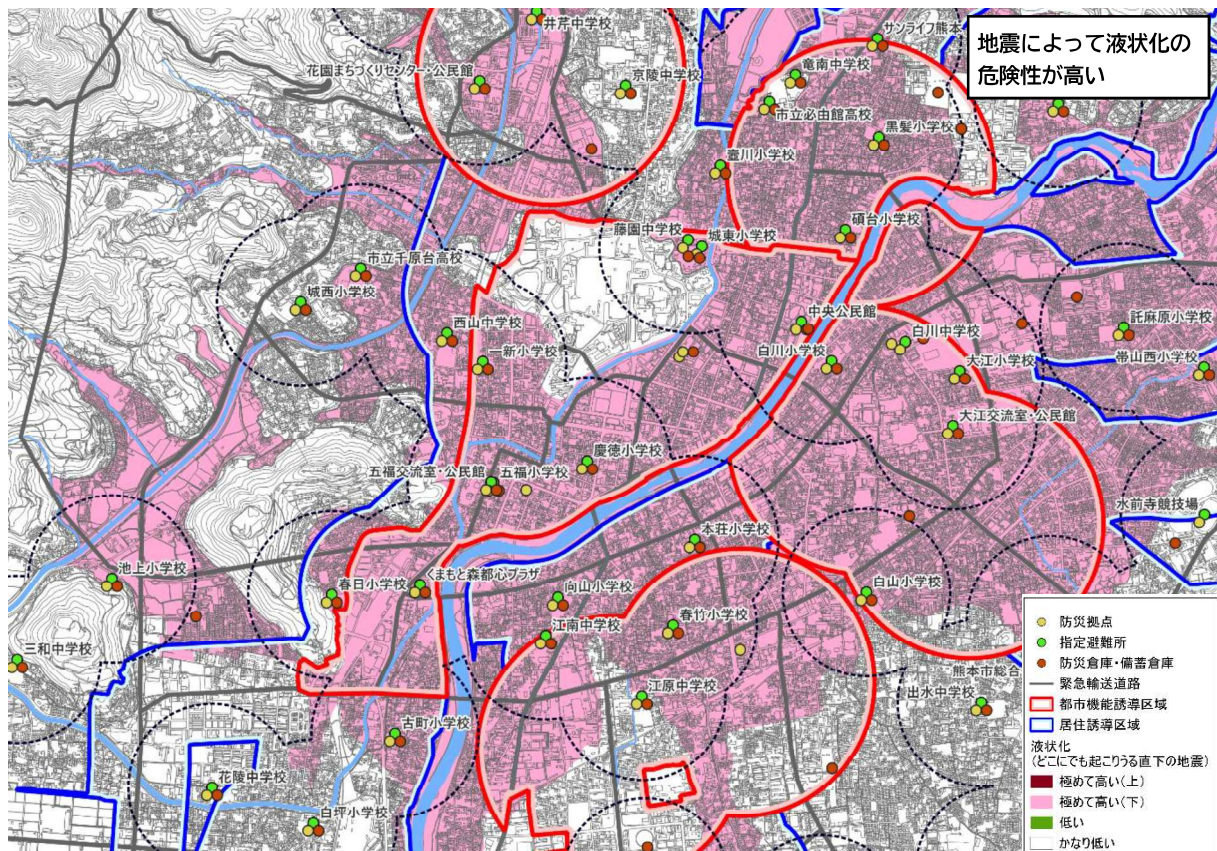 地震によって液状化の
危険性が高い
井芹中学校
サンライフ熊本
花園まちづくりセンター・公民館
京陵中学校
竜南中学校
市立必由館高校
黒髪小学校
壺川小学校
碩台小学校
藤園中学校
城東小学校
市立千原台高校
城西小学校
中央公民館
託麻原小学校
西山中学校
白川中学校
一新小学校
白川小学校
大江小学校
帯山西小学校
大江交流室・公民館
慶徳小学校
五福交流室・公民館
五福小学校
水前寺競技場
本荘小学校
池上小学校
春日小学校
くまもと森都心プラザ
向山小学校
白山小学校
春竹小学校
江南中学校
三和中学校
熊本市総合
江原中学校
出水中学校
古町小学校
花陵中学校
白坪小学校
防災拠点
指定避難所
防災倉庫・備蓄倉庫
緊急輸送道路
都市機能誘導区域
居住誘導区域
液状化
(どこにでも起こりうる直下の地震)
極めて高い(上)
極めて高い(下)
低い
かなり低い